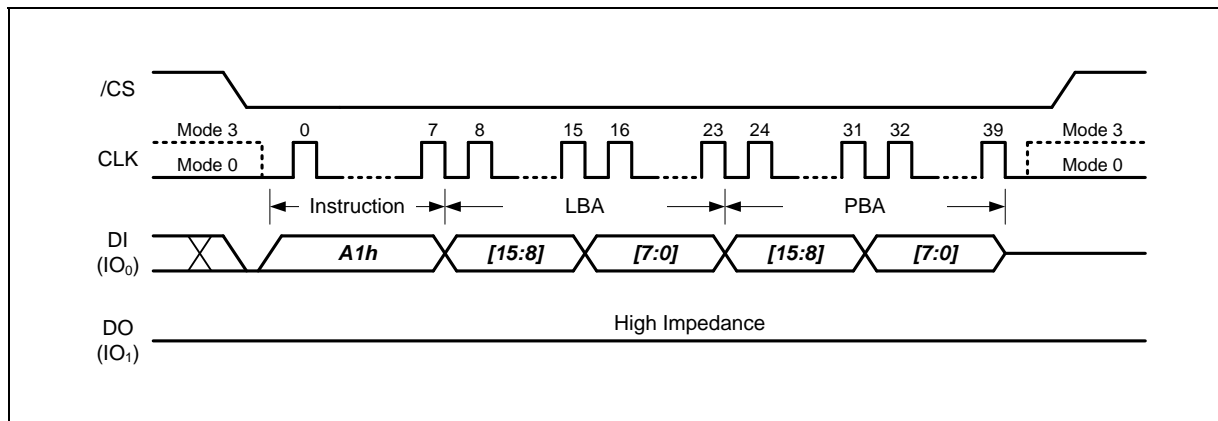 /CS
Mode 3 0 7 8 15 16 23 24 31 32 39 Mode 3
CLK
Mode 0 Mode 0
Instruction LBA PBA
DI
(IO₀)
A1h [15:8] [7:0] [15:8] [7:0]
High Impedance
DO
(IO₁)